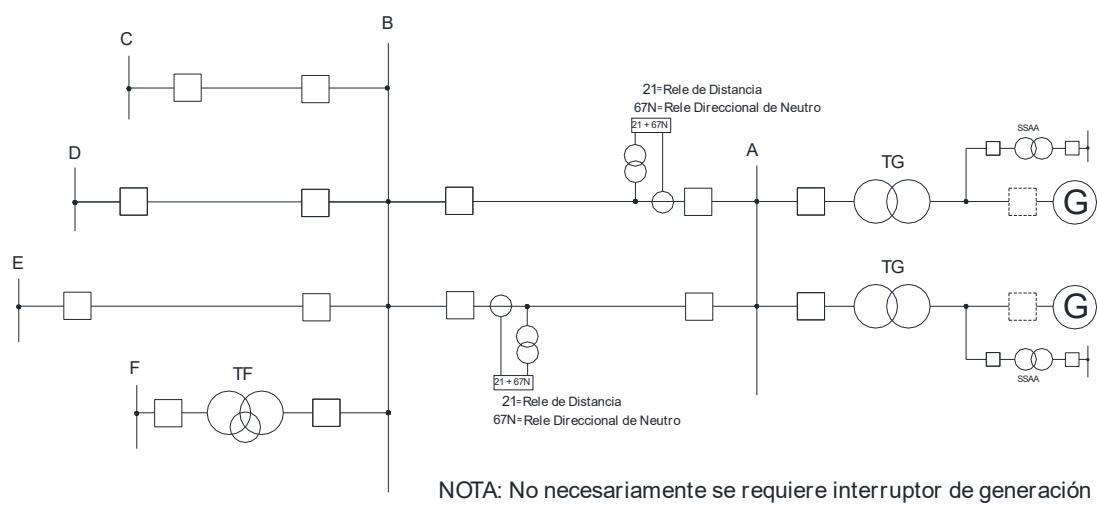 B
C
21=Rele de Distancia
67N=Rele Direccional de Neutro
21 + 67N
SSAA
D
A
TG
G
E
TG
G
21 + 67N
SSAA
F
TF
21=Rele de Distancia
67N=Rele Direccional de Neutro
NOTA: No necesariamente se requiere interruptor de generación